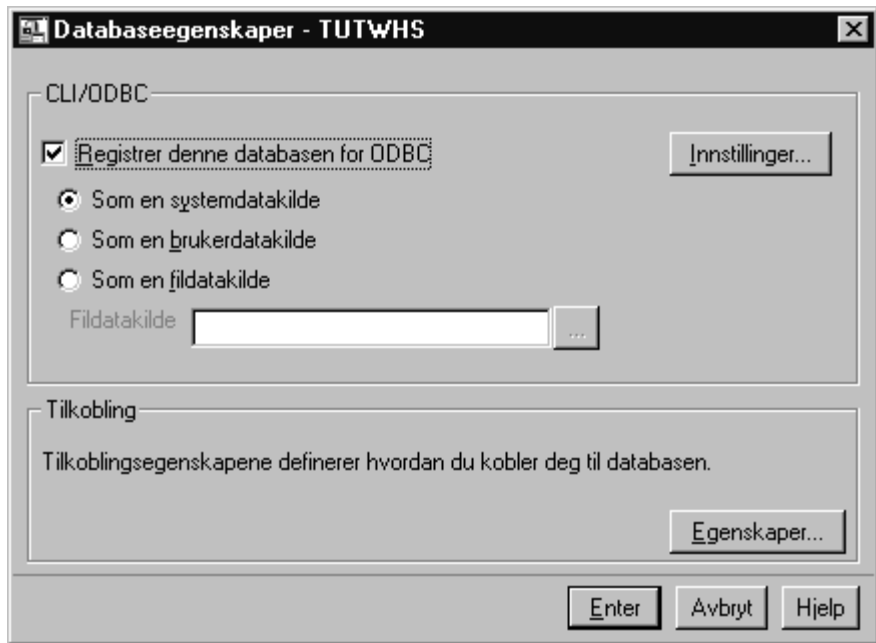 Databaseegenskaper - TUTWHS
CLI/ODBC
Registrer denne databasen for ODBC
Innstillinger...
Som en systemdatakilde
Som en brukerdatakilde
Som en fildatakilde
Fildatakilde
...
Tilkobling
Tilkoblingsegenskapene definerer hvordan du kobler deg til databasen.
Egenskaper...
Enter Avbryt Hjelp